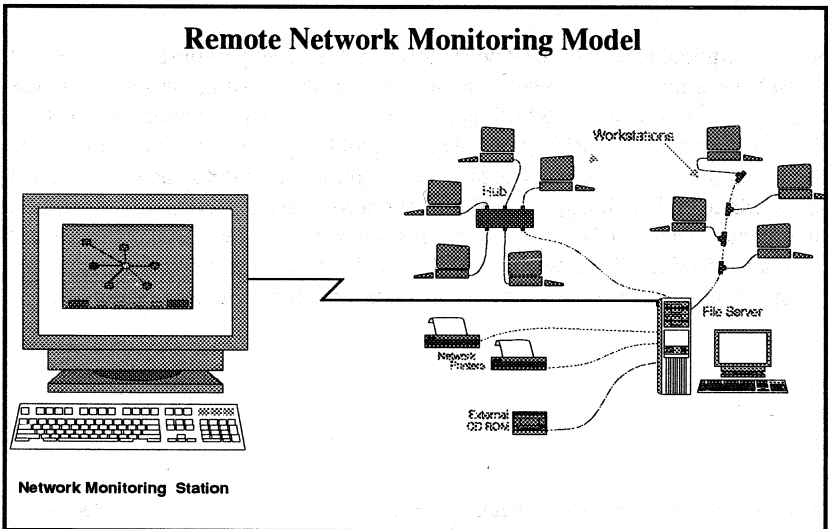 Remote Network Monitoring Model
Workstations
Hub
File Server
Network
Printers
External
CD ROM
Network Monitoring Station